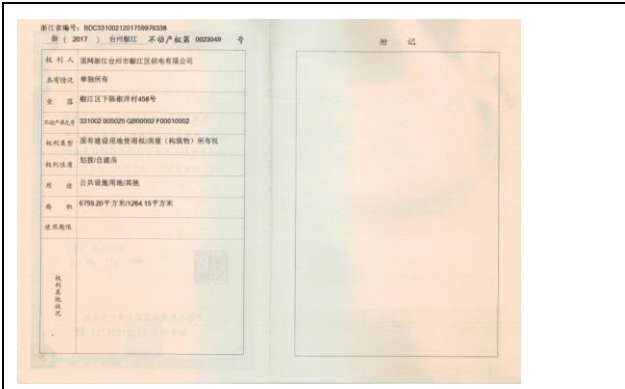 浙江省编号：BDC331002120175997633​8
浙（ 2017 ）台州椒江 不动产权第 0023049 号
权利人 国网浙江台州市椒江区供电有限公司
共有情况 单独所有
坐落 椒江区下陈椒洋村458号
不动产单元号 331002 005025 GB00002 F00010002
权利类型 国有建设用地使用权/房屋（构筑物）所有权
权利性质 划拨/自建房
用途 公共设施用地/其他
面积 6759.20平方米/1264.15平方米
使用期限
权利其他状况
附 记